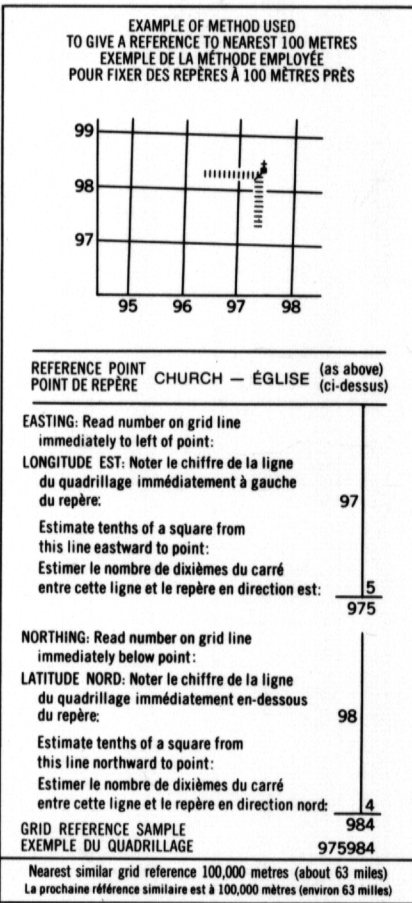 EXAMPLE OF METHOD USED
TO GIVE A REFERENCE TO NEAREST 100 METRES
EXEMPLE DE LA MÉTHODE EMPLOYÉE
POUR FIXER DES REPÈRES À 100 MÈTRES PRÈS
99
98
97
95 96 97 98
REFERENCE POINT CHURCH — ÉGLISE (as above)
POINT DE REPÈRE (ci-dessus)
EASTING: Read number on grid line
immediately to left of point:
LONGITUDE EST: Noter le chiffre de la ligne
du quadrillage immédiatement à gauche
du repère: 97
Estimate tenths of a square from
this line eastward to point:
Estimer le nombre de dixièmes du carré
entre cette ligne et le repère en direction est: 5
975
NORTHING: Read number on grid line
immediately below point:
LATITUDE NORD: Noter le chiffre de la ligne
du quadrillage immédiatement en-dessous
du repère: 98
Estimate tenths of a square from
this line northward to point:
Estimer le nombre de dixièmes du carré
entre cette ligne et le repère en direction nord: 4
984
GRID REFERENCE SAMPLE
EXEMPLE DU QUADRILLAGE 975984
Nearest similar grid reference 100,000 metres (about 63 miles)
La prochaine référence similaire est à 100,000 mètres (environ 63 milles)